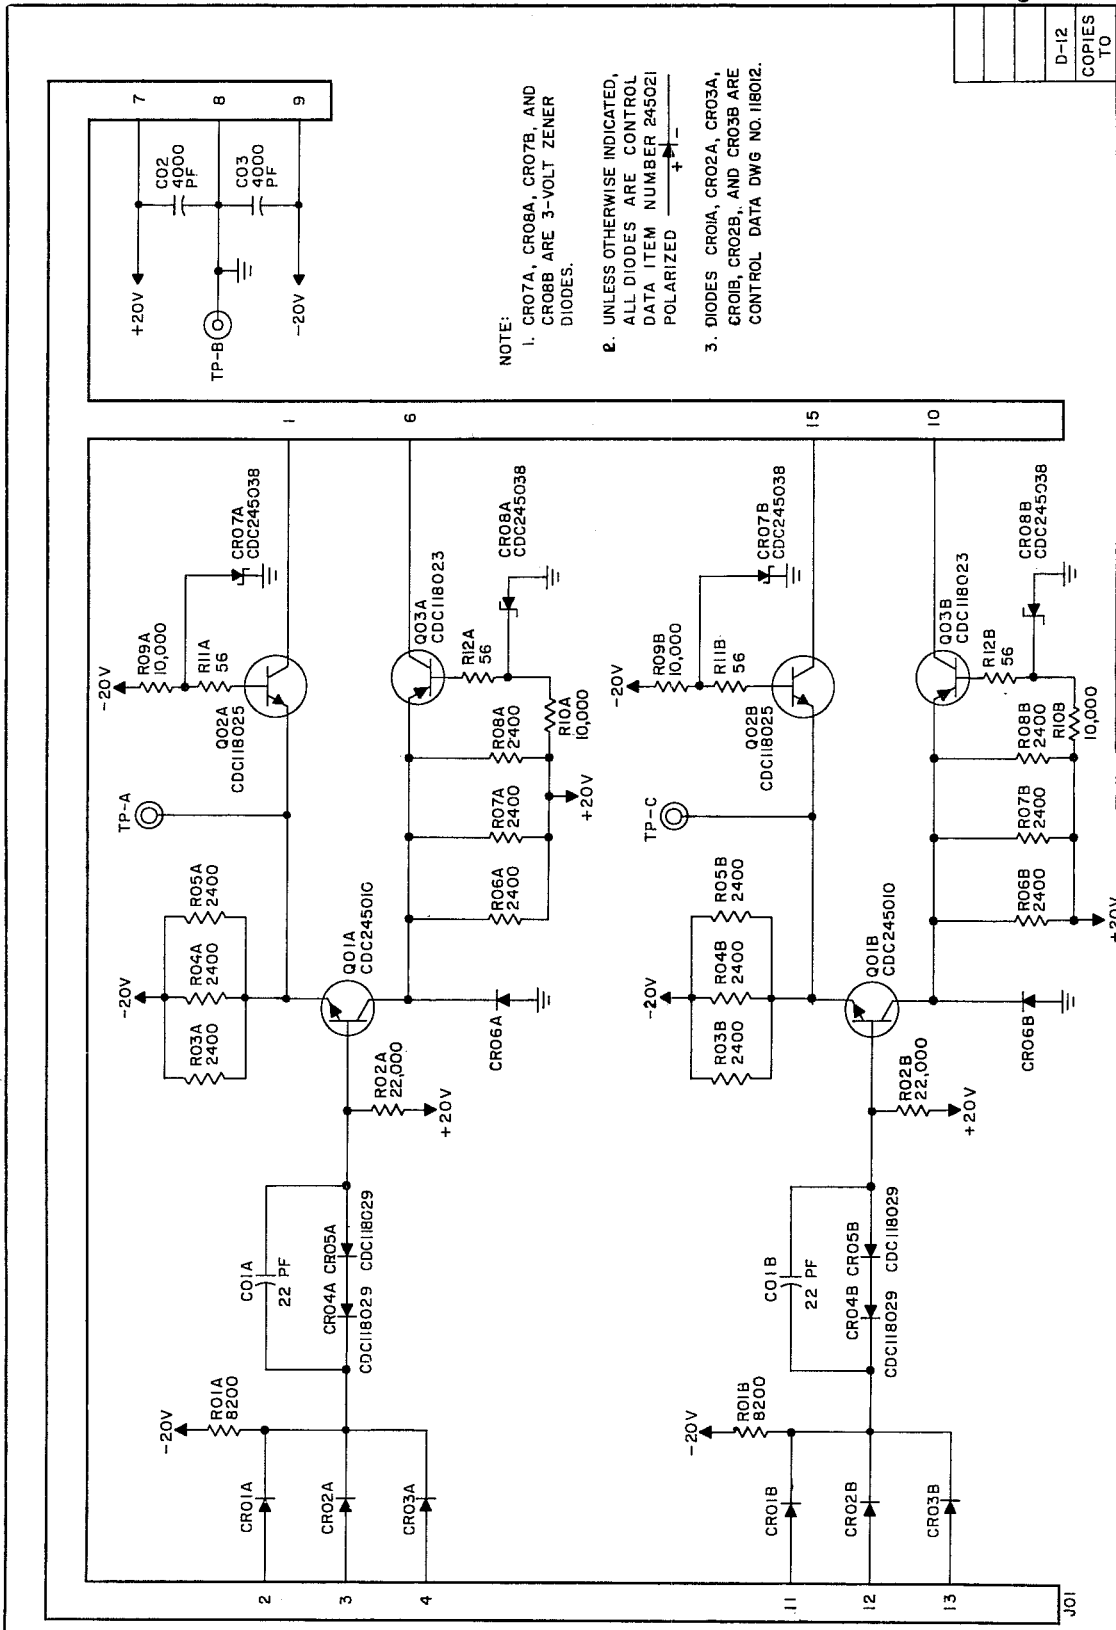 D-12
COPIES
TO
+20V
C02
4000
PF
7
TP-B
8
C03
4000
PF
-20V
9
NOTE:
1. CR07A, CR08A, CR07B, AND
CR08B ARE 3-VOLT ZENER
DIODES.
2. UNLESS OTHERWISE INDICATED,
ALL DIODES ARE CONTROL
DATA ITEM NUMBER 245021
POLARIZED + -
3. DIODES CR01A, CR02A, CR03A,
CR01B, CR02B, AND CR03B ARE
CONTROL DATA DWG NO. 118012.
2
CR01A
3
CR02A
4
CR03A
-20V
R01A
8200
C01A
22 PF
CR04A CR05A
CDC118029 CDC118029
R02A
22,000
+20V
-20V
R03A
2400
R04A
2400
R05A
2400
Q01A
CDC245010
CR06A
TP-A
-20V
R09A
10,000
R11A
56
Q02A
CDC118025
CR07A
CDC245038
1
R06A
2400
R07A
2400
R08A
2400
+20V
R10A
10,000
Q03A
CDC118023
R12A
56
CR08A
CDC245038
6
11
CR01B
12
CR02B
13
CR03B
-20V
R01B
8200
C01B
22 PF
CR04B CR05B
CDC118029 CDC118029
R02B
22,000
+20V
-20V
R03B
2400
R04B
2400
R05B
2400
Q01B
CDC245010
CR06B
TP-C
-20V
R09B
10,000
R11B
56
Q02B
CDC118025
CR07B
CDC245038
15
R06B
2400
R07B
2400
R08B
2400
+20V
R10B
10,000
Q03B
CDC118023
R12B
56
CR08B
CDC245038
10
J01